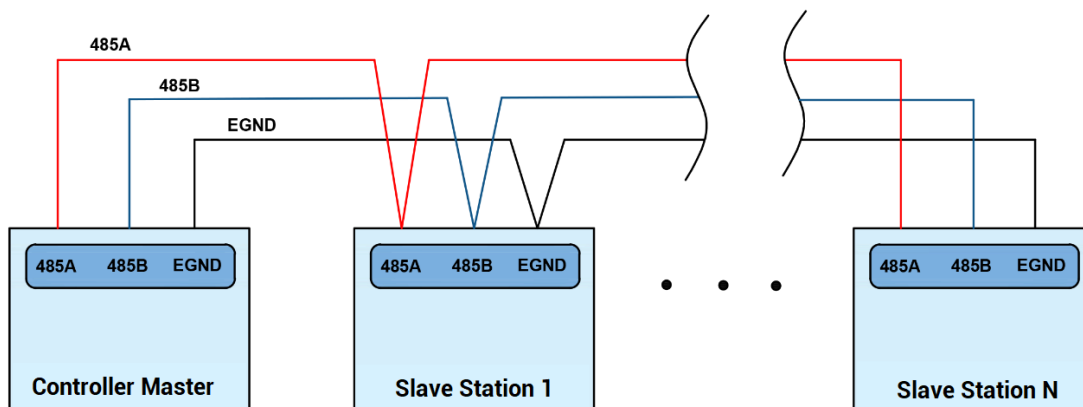 485A
485B
EGND
485A 485B EGND
Controller Master
485A 485B EGND
Slave Station 1
485A 485B EGND
Slave Station N